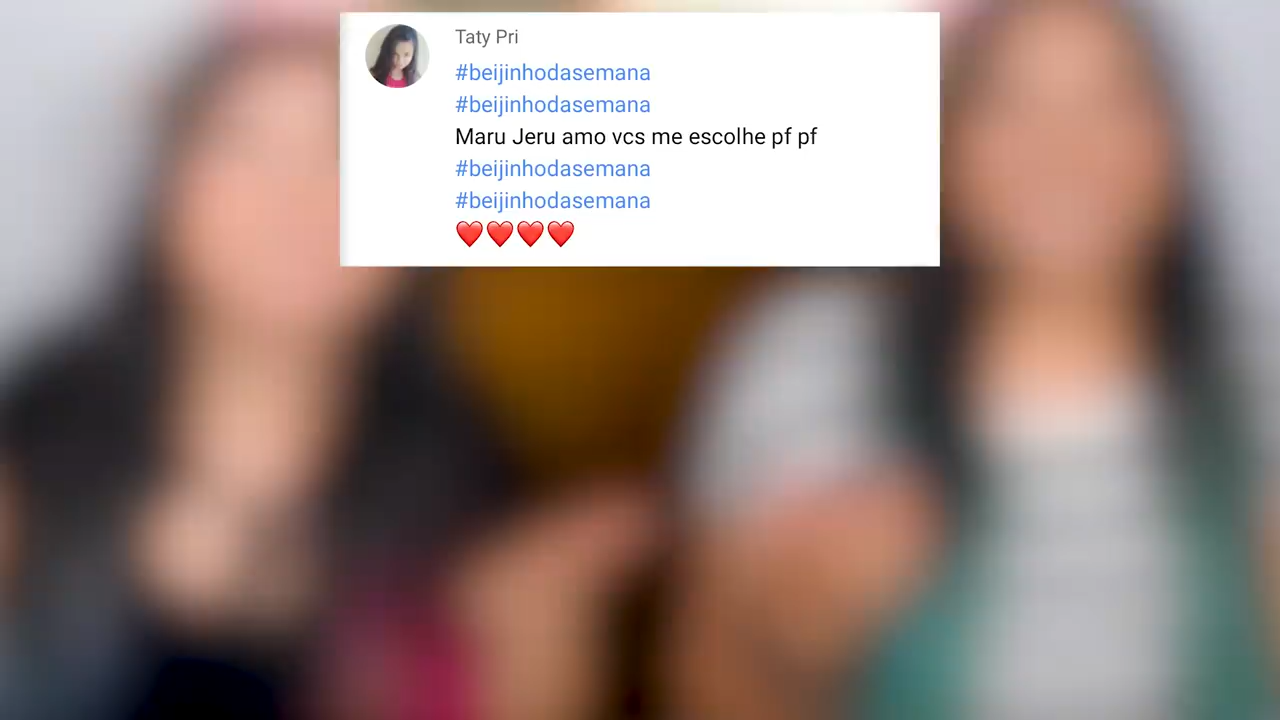 Taty Pri
#beijinhodasemana
#beijinhodasemana
Maru Jeru amo vcs me escolhe pf pf
#beijinhodasemana
#beijinhodasemana
❤️❤️❤️❤️